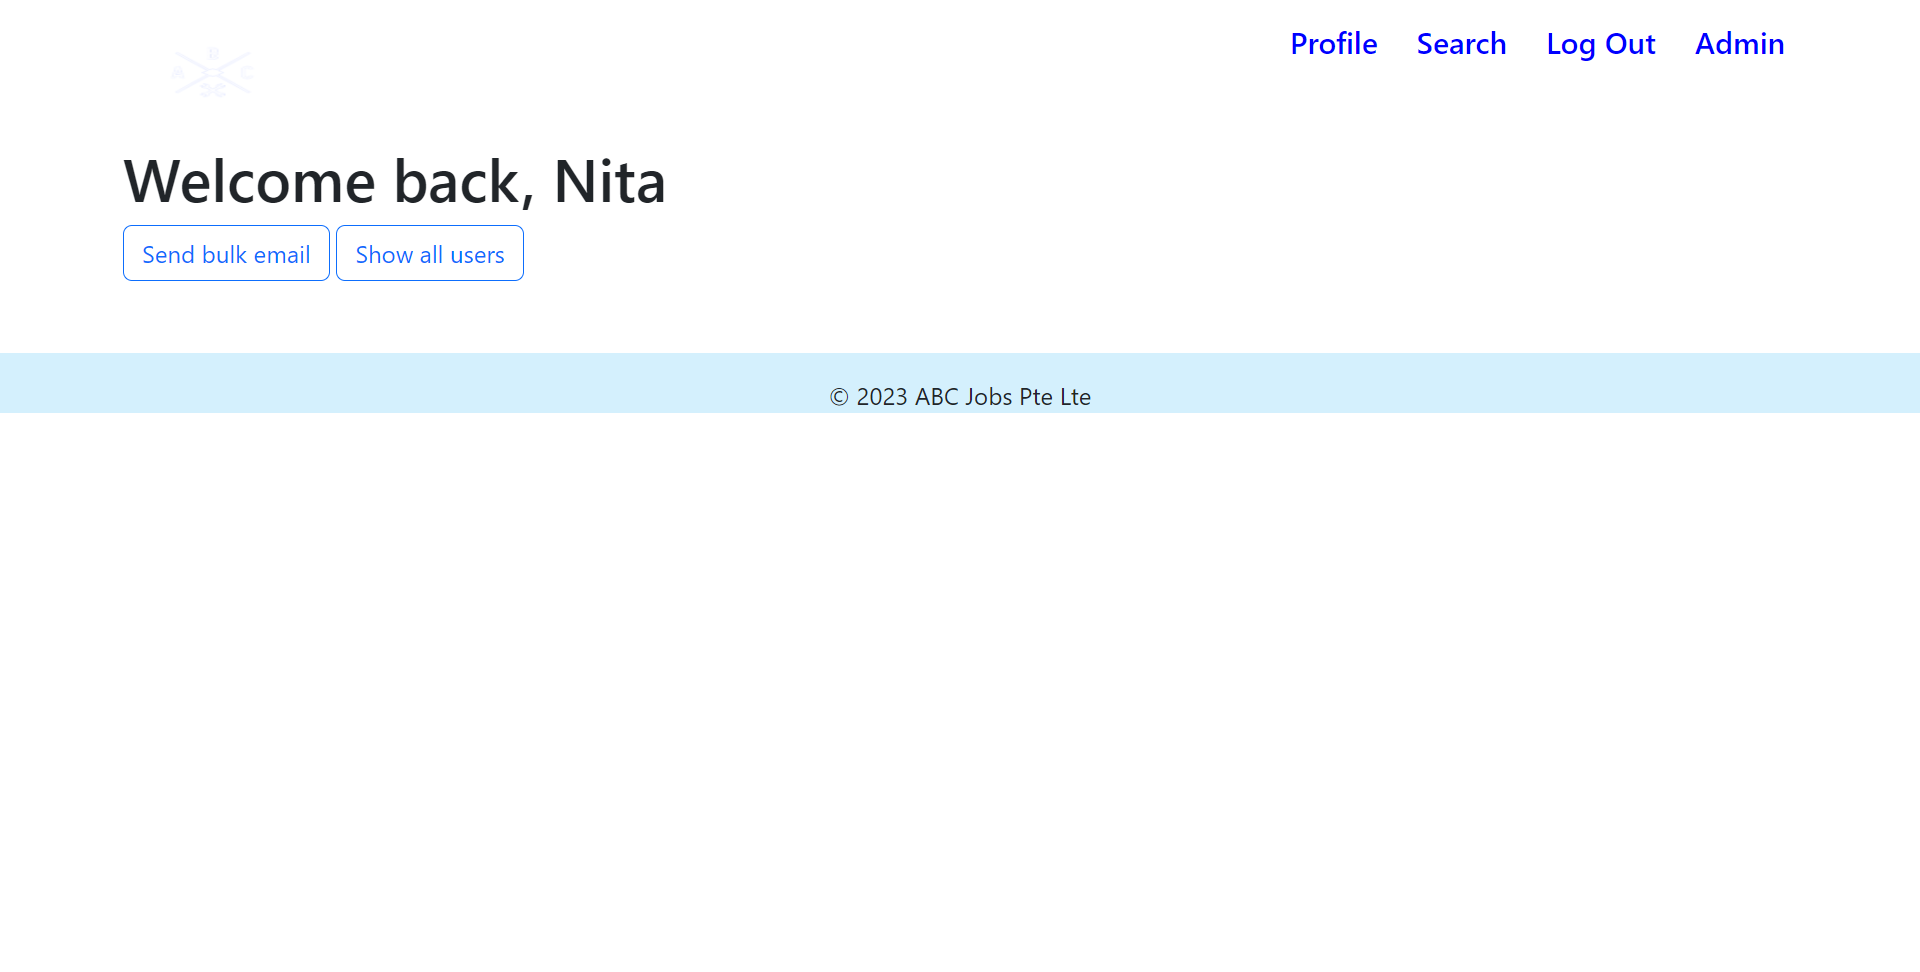 Profile Search Log Out Admin
B
A C
Welcome back, Nita
Send bulk email Show all users
© 2023 ABC Jobs Pte Lte